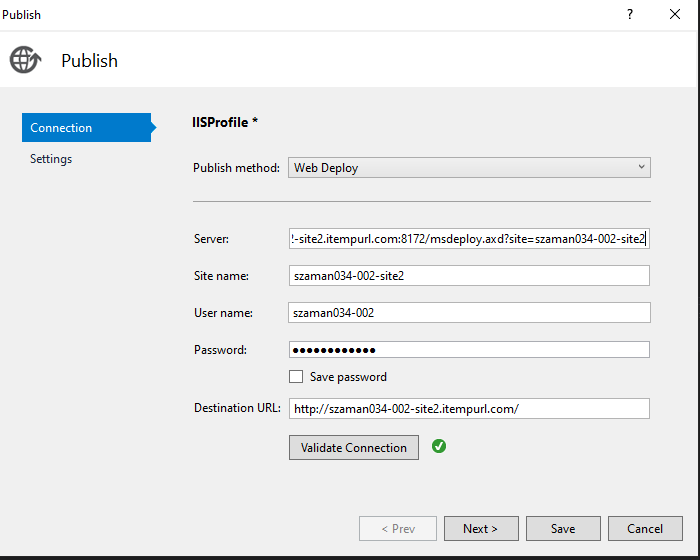 Publish
?
Publish
Connection
Settings
IISProfile *
Publish method: Web Deploy
Server: -site2.itempurl.com:8172/msdeploy.axd?site=szaman034-002-site2
Site name: szaman034-002-site2
User name: szaman034-002
Password: ●●●●●●●●●●●●
Save password
Destination URL: http://szaman034-002-site2.itempurl.com/
Validate Connection
< Prev
Next >
Save
Cancel